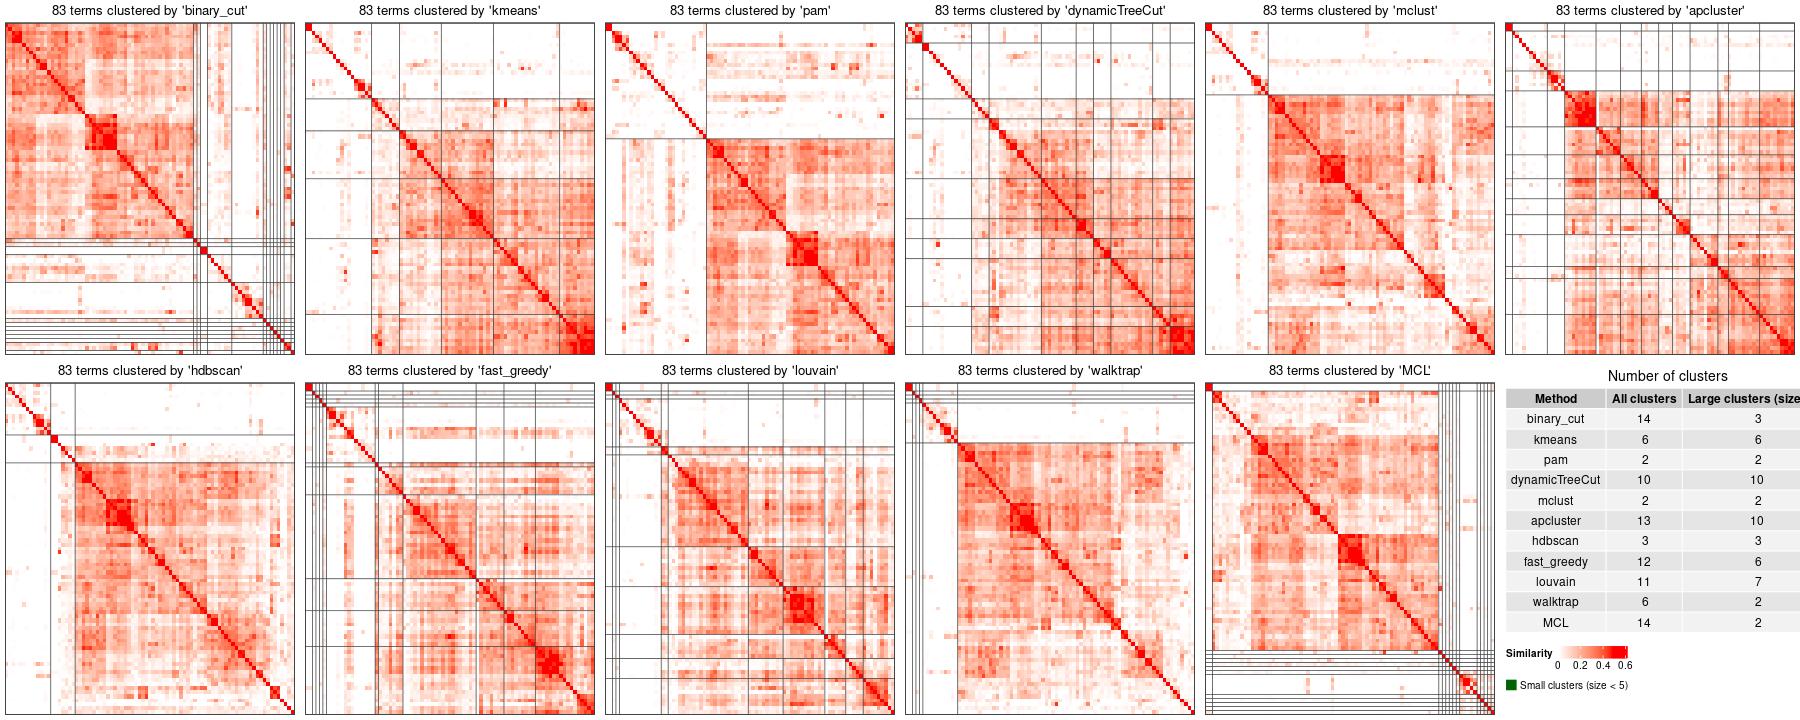 83 terms clustered by 'binary_cut'
83 terms clustered by 'kmeans'
83 terms clustered by 'pam'
83 terms clustered by 'dynamicTreeCut'
83 terms clustered by 'mclust'
83 terms clustered by 'apcluster'
83 terms clustered by 'hdbscan'
83 terms clustered by 'fast_greedy'
83 terms clustered by 'louvain'
83 terms clustered by 'walktrap'
83 terms clustered by 'MCL'
Number of clusters
Method All clusters Large clusters (size
binary_cut 14 3
kmeans 6 6
pam 2 2
dynamicTreeCut 10 10
mclust 2 2
apcluster 13 10
hdbscan 3 3
fast_greedy 12 6
louvain 11 7
walktrap 6 2
MCL 14 2
Similarity
0 0.2 0.4 0.6
Small clusters (size < 5)